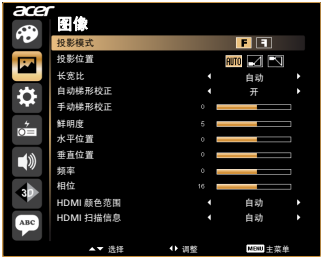 acer
图像
投影模式 F F
投影位置 AUTO
长宽比 自动
自动梯形校正 开
手动梯形校正 0
鲜明度 5
水平位置 0
垂直位置 0
频率 0
相位 16
3D
HDMI 颜色范围 自动
ABC
HDMI 扫描信息 自动
选择 调整 MENU 主菜单